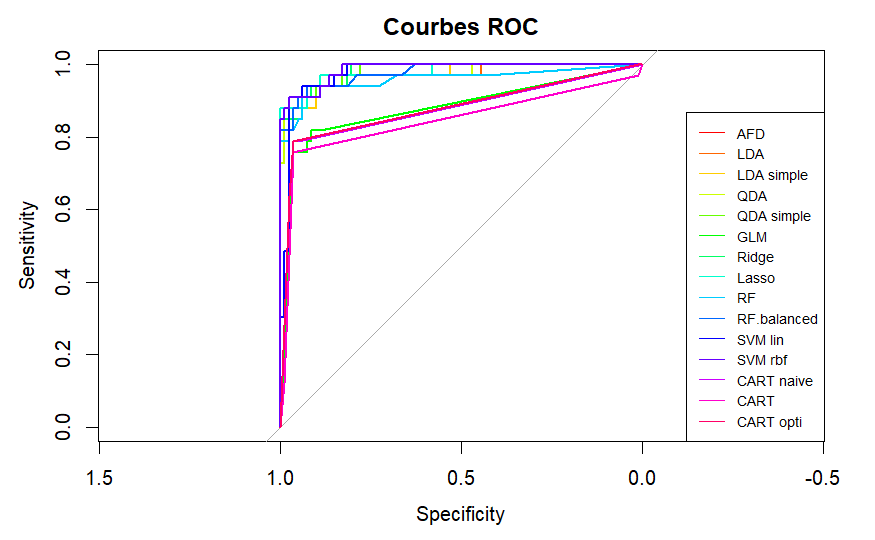 Courbes ROC
Sensitivity
1.0
0.8
0.6
0.4
0.2
0.0
AFD
LDA
LDA simple
QDA
QDA simple
GLM
Ridge
Lasso
RF
RF.balanced
SVM lin
SVM rbf
CART naive
CART
CART opti
1.5 1.0 0.5 0.0 -0.5
Specificity